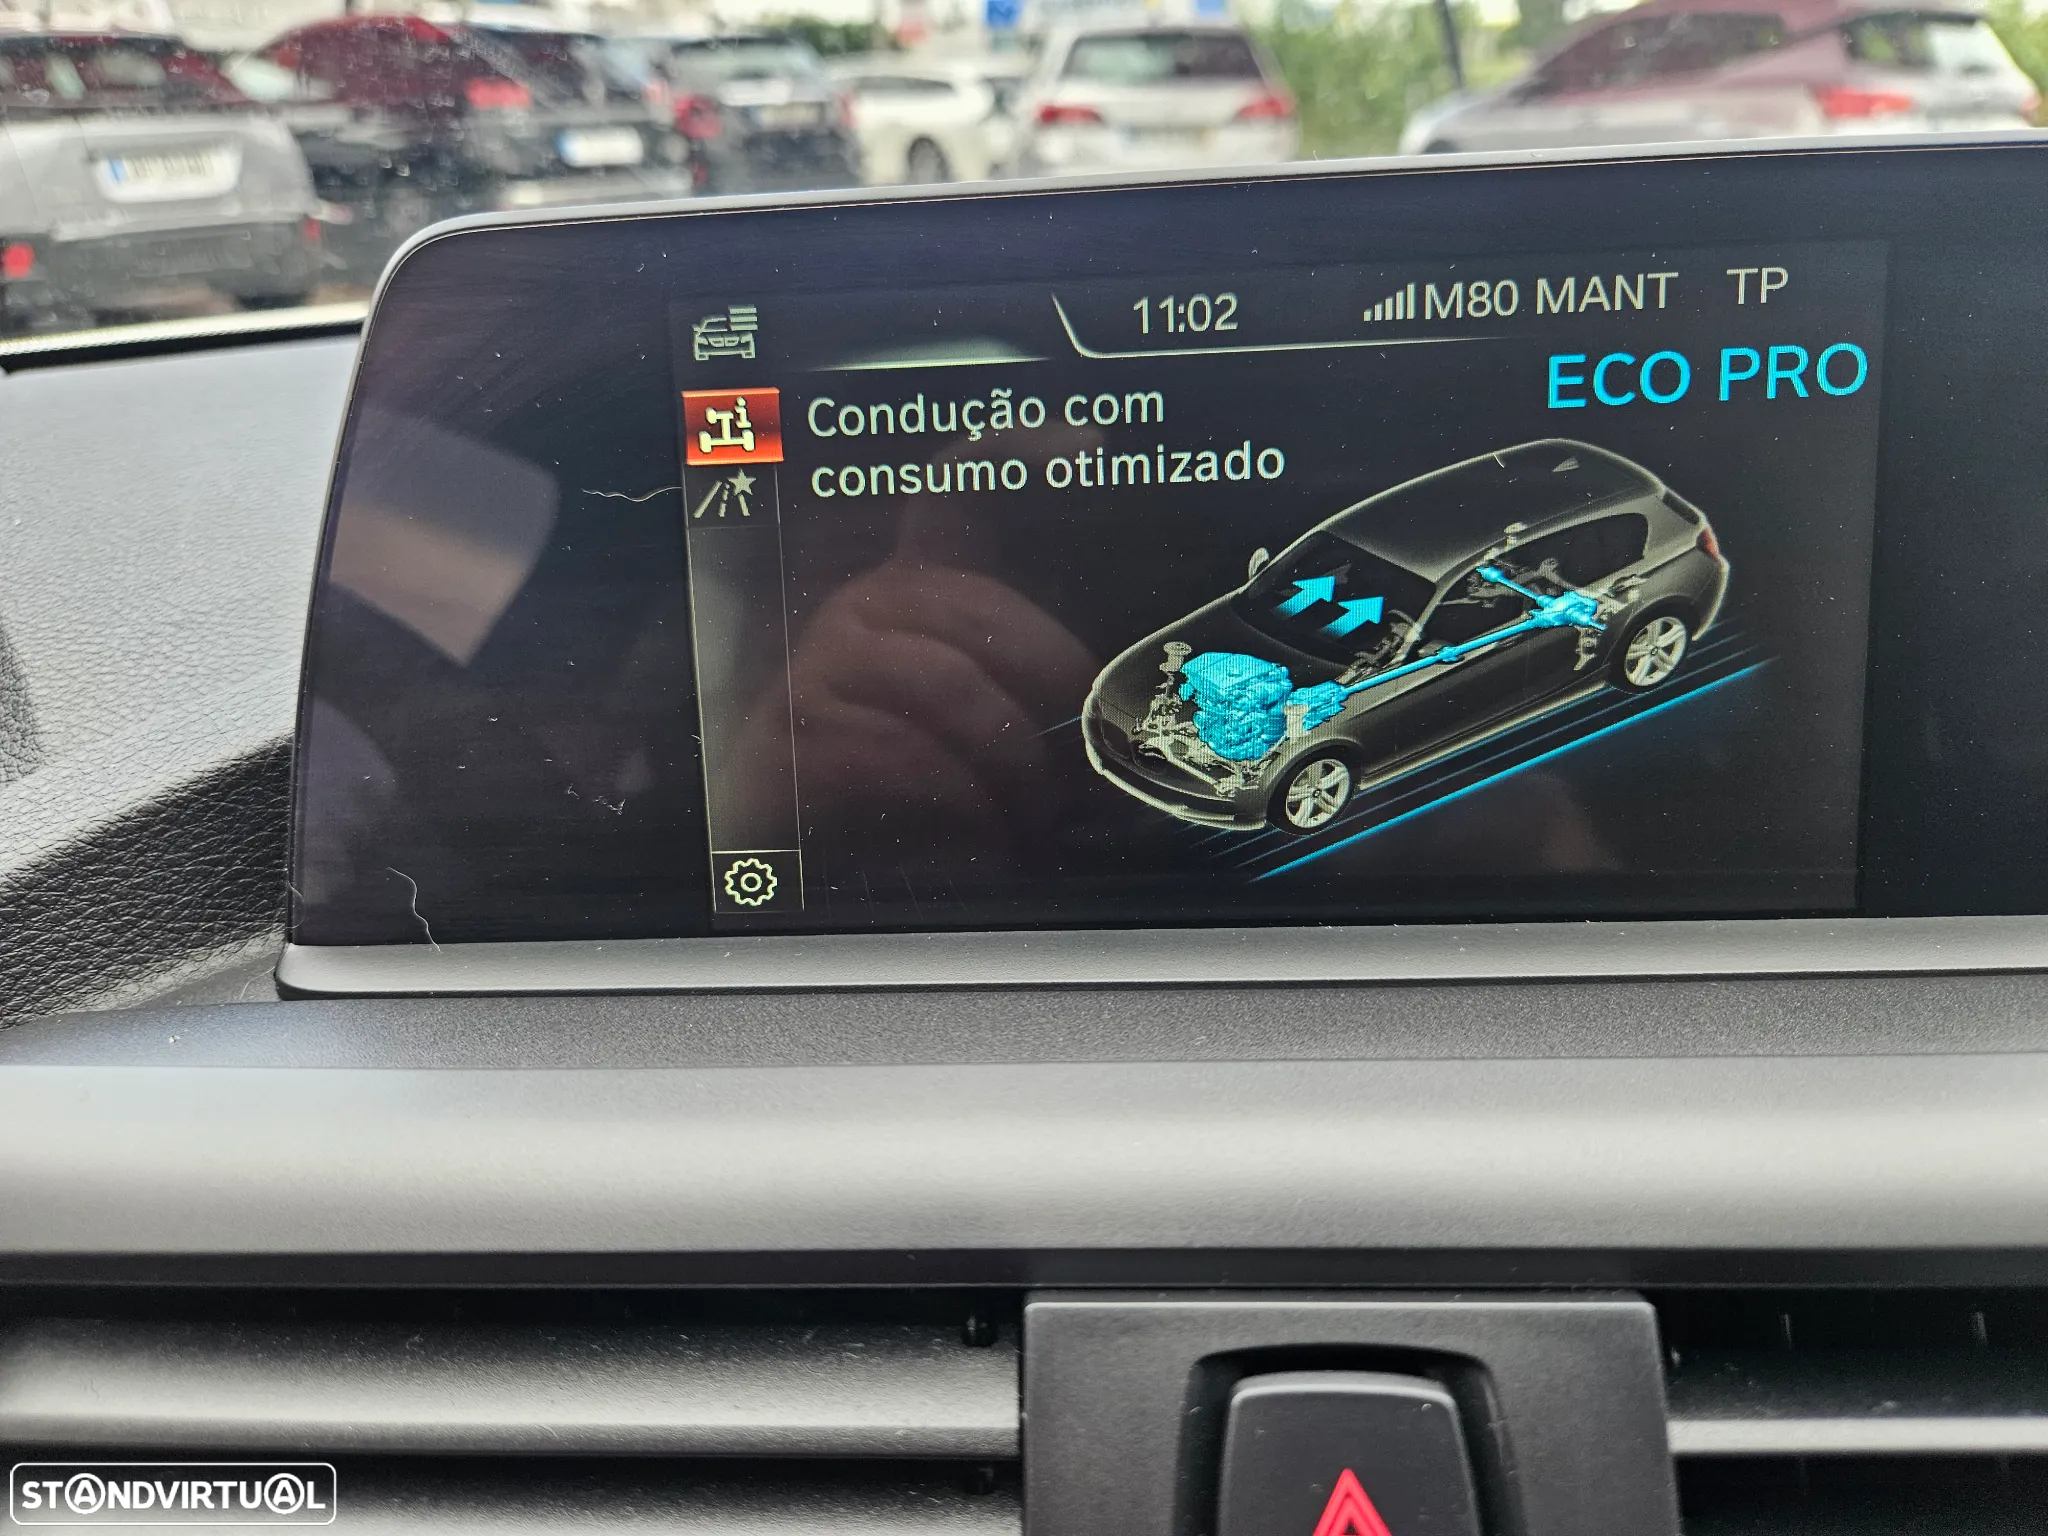 11:02
M80 MANT TP
ECO PRO
Condução com
consumo otimizado
STANDVIRTUAL